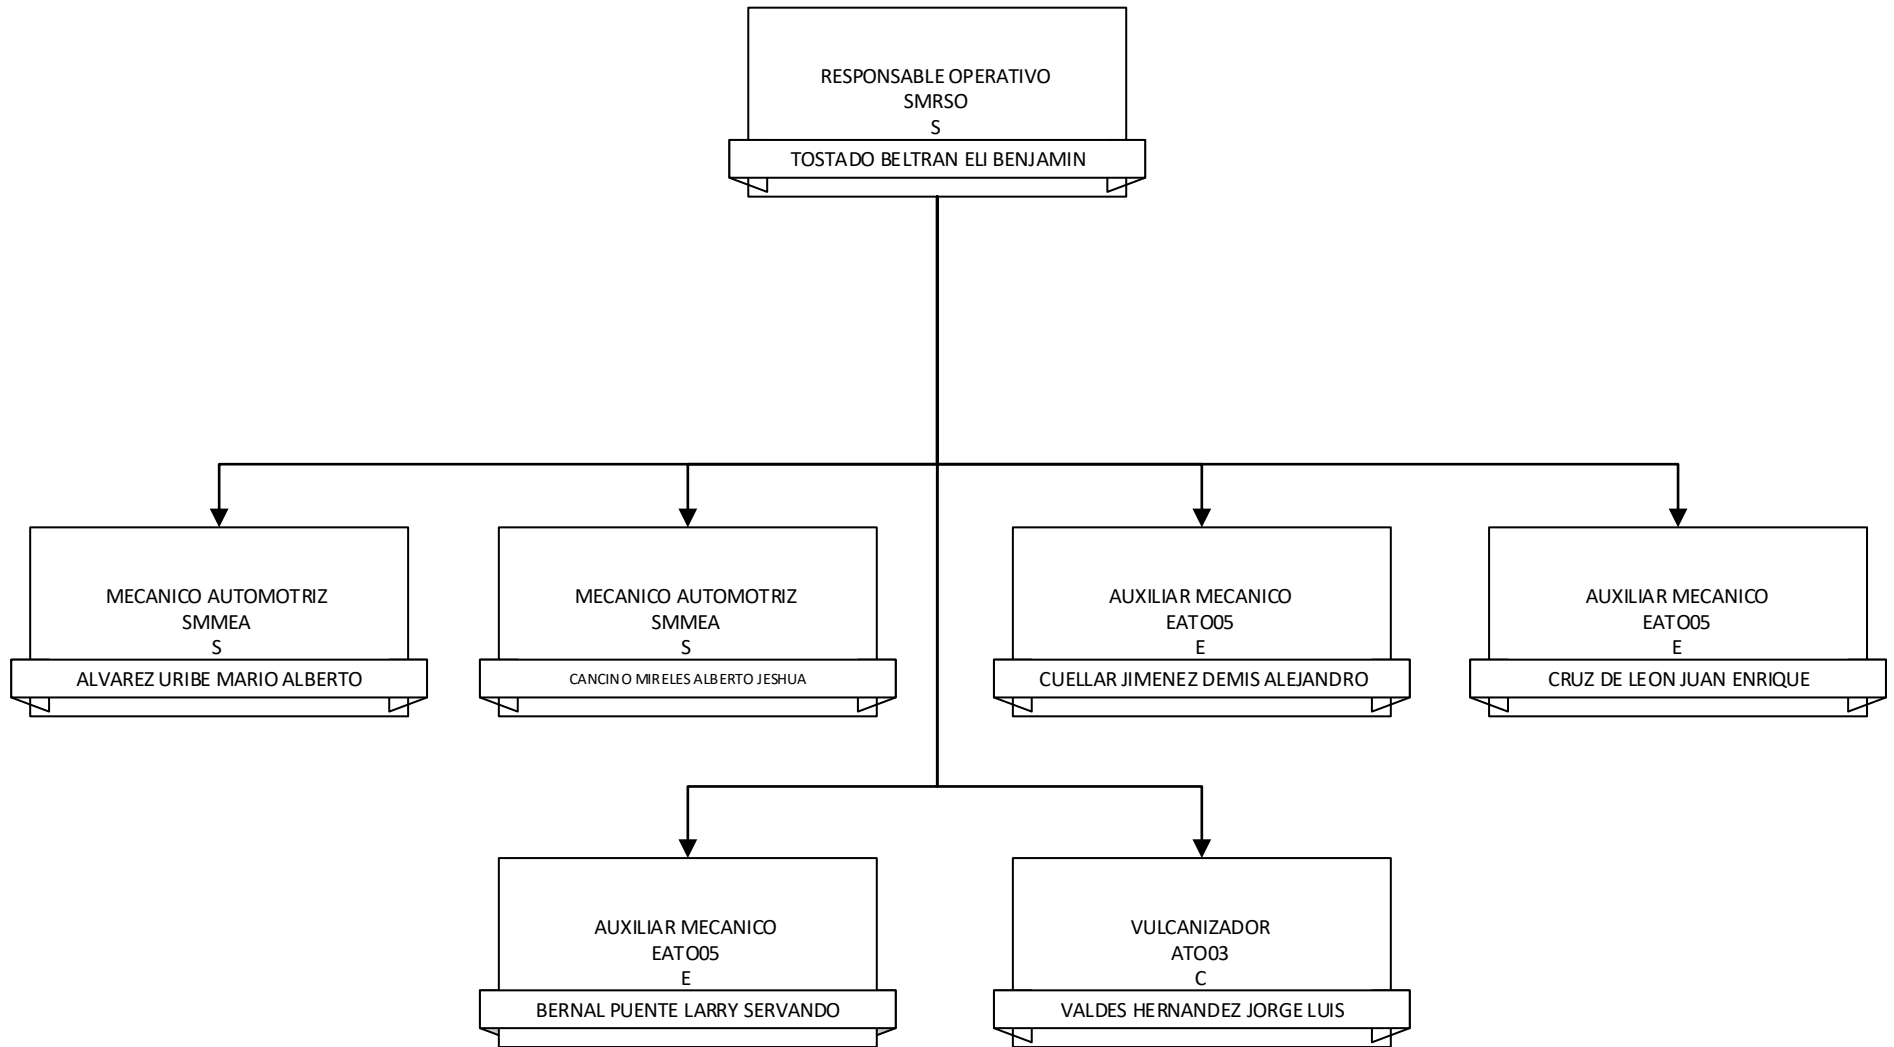 RESPONSABLE OPERATIVO
SMRSO
S
TOSTADO BELTRAN ELI BENJAMIN
MECANICO AUTOMOTRIZ
SMMEA
S
ALVAREZ URIBE MARIO ALBERTO
MECANICO AUTOMOTRIZ
SMMEA
S
CANCINO MIRELES ALBERTO JESHUA
AUXILIAR MECANICO
EATO05
E
CUELLAR JIMENEZ DEMIS ALEJANDRO
AUXILIAR MECANICO
EATO05
E
CRUZ DE LEON JUAN ENRIQUE
AUXILIAR MECANICO
EATO05
E
BERNAL PUENTE LARRY SERVANDO
VULCANIZADOR
ATO03
C
VALDES HERNANDEZ JORGE LUIS